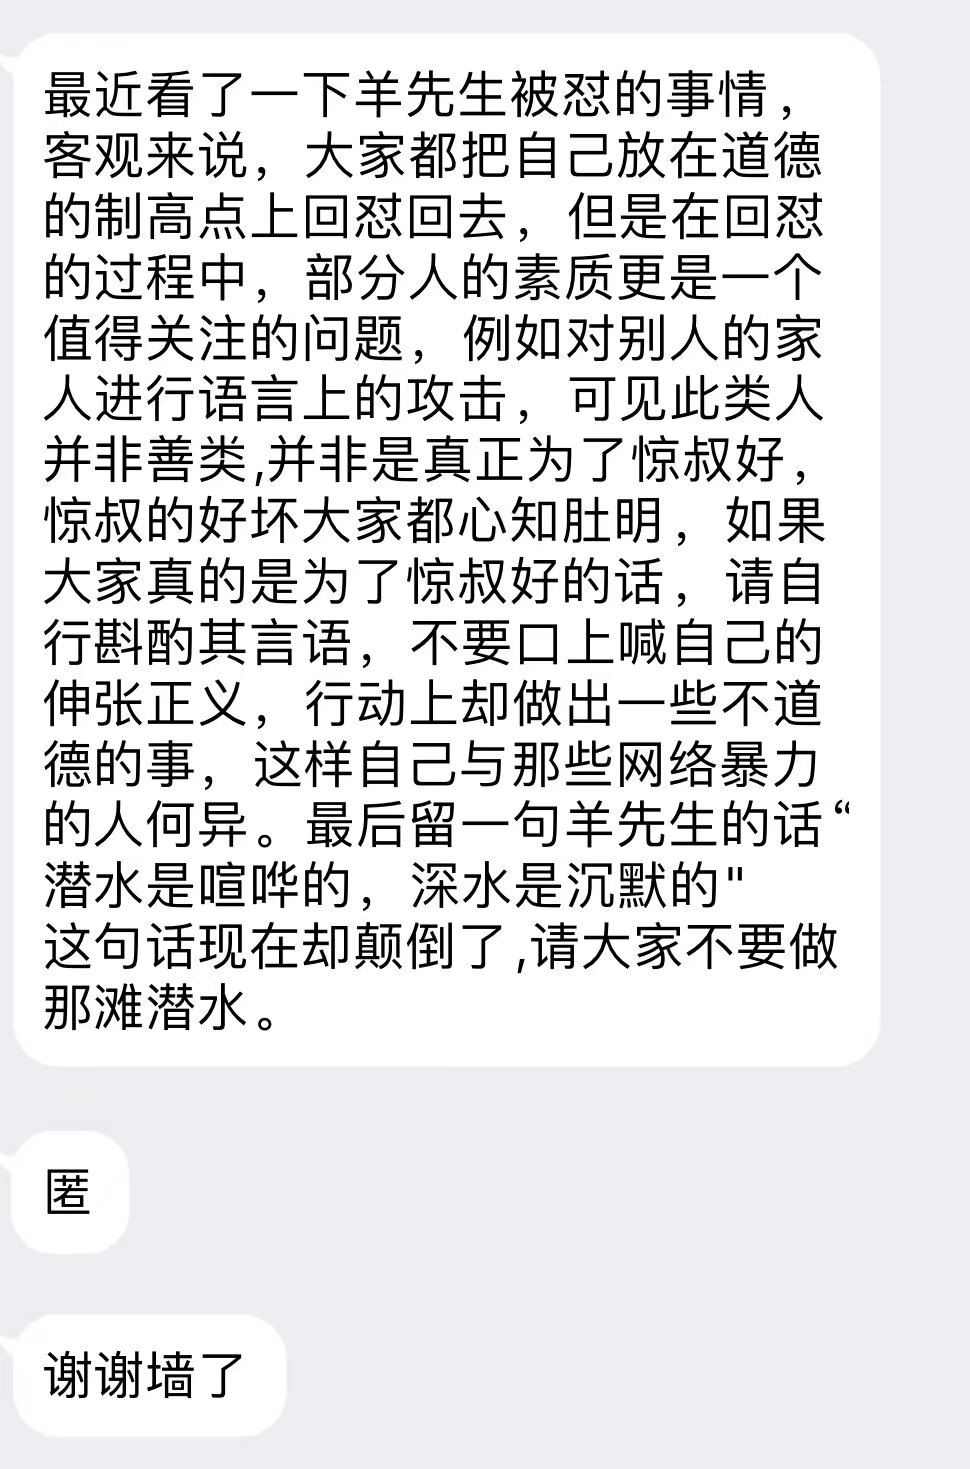 最近看了一下羊先生被怼的事情，
客观来说，大家都把自己放在道德
的制高点上回怼回去，但是在回怼
的过程中，部分人的素质更是一个
值得关注的问题，例如对别人的家
人进行语言上的攻击，可见此类人
并非善类,并非是真正为了惊叔好，
惊叔的好坏大家都心知肚明，如果
大家真的是为了惊叔好的话，请自
行斟酌其言语，不要口上喊自己的
伸张正义，行动上却做出一些不道
德的事，这样自己与那些网络暴力
的人何异。最后留一句羊先生的话“
潜水是喧哗的，深水是沉默的"
这句话现在却颠倒了,请大家不要做
那滩潜水。
匿
谢谢墙了